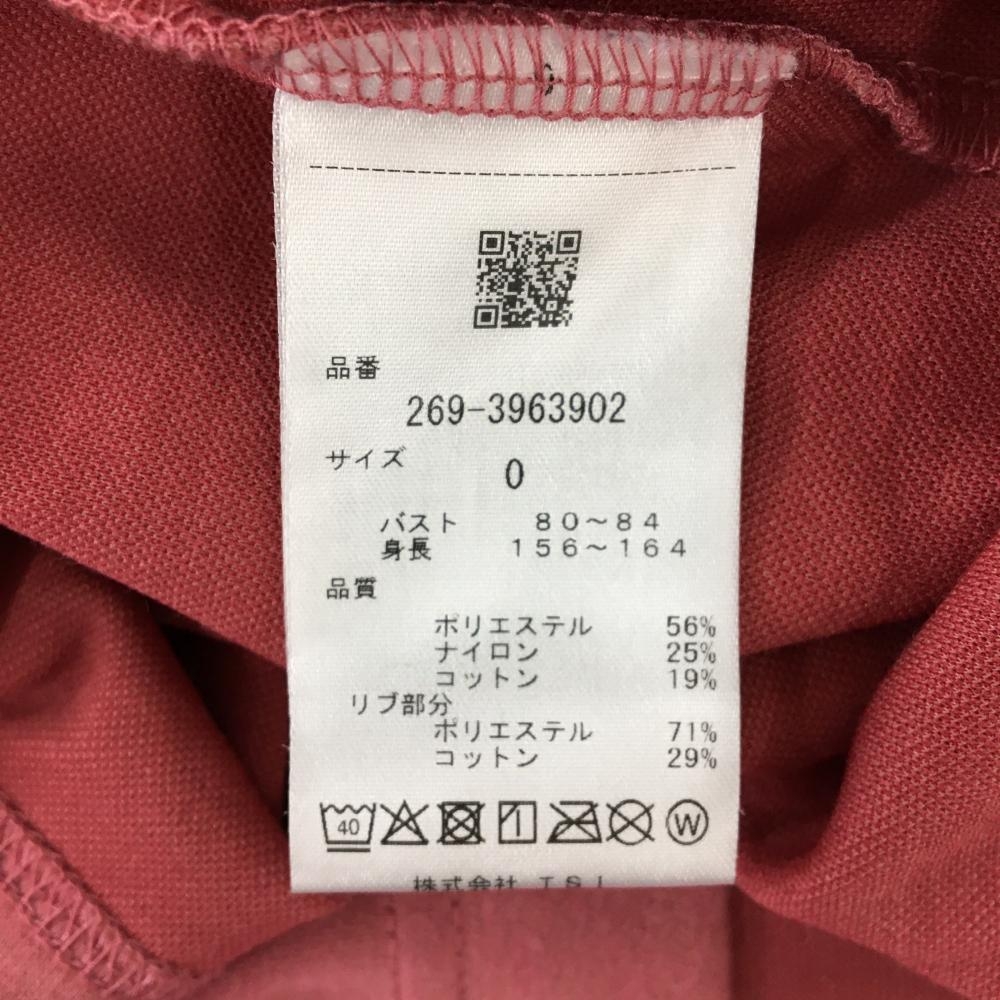 品番
269-3963902
サイズ 0
バスト 80～84
身長 156～164
品質
ポリエステル 56%
ナイロン 25%
コットン 19%
リブ部分
ポリエステル 71%
コットン 29%
40 W
株式会社 TSI